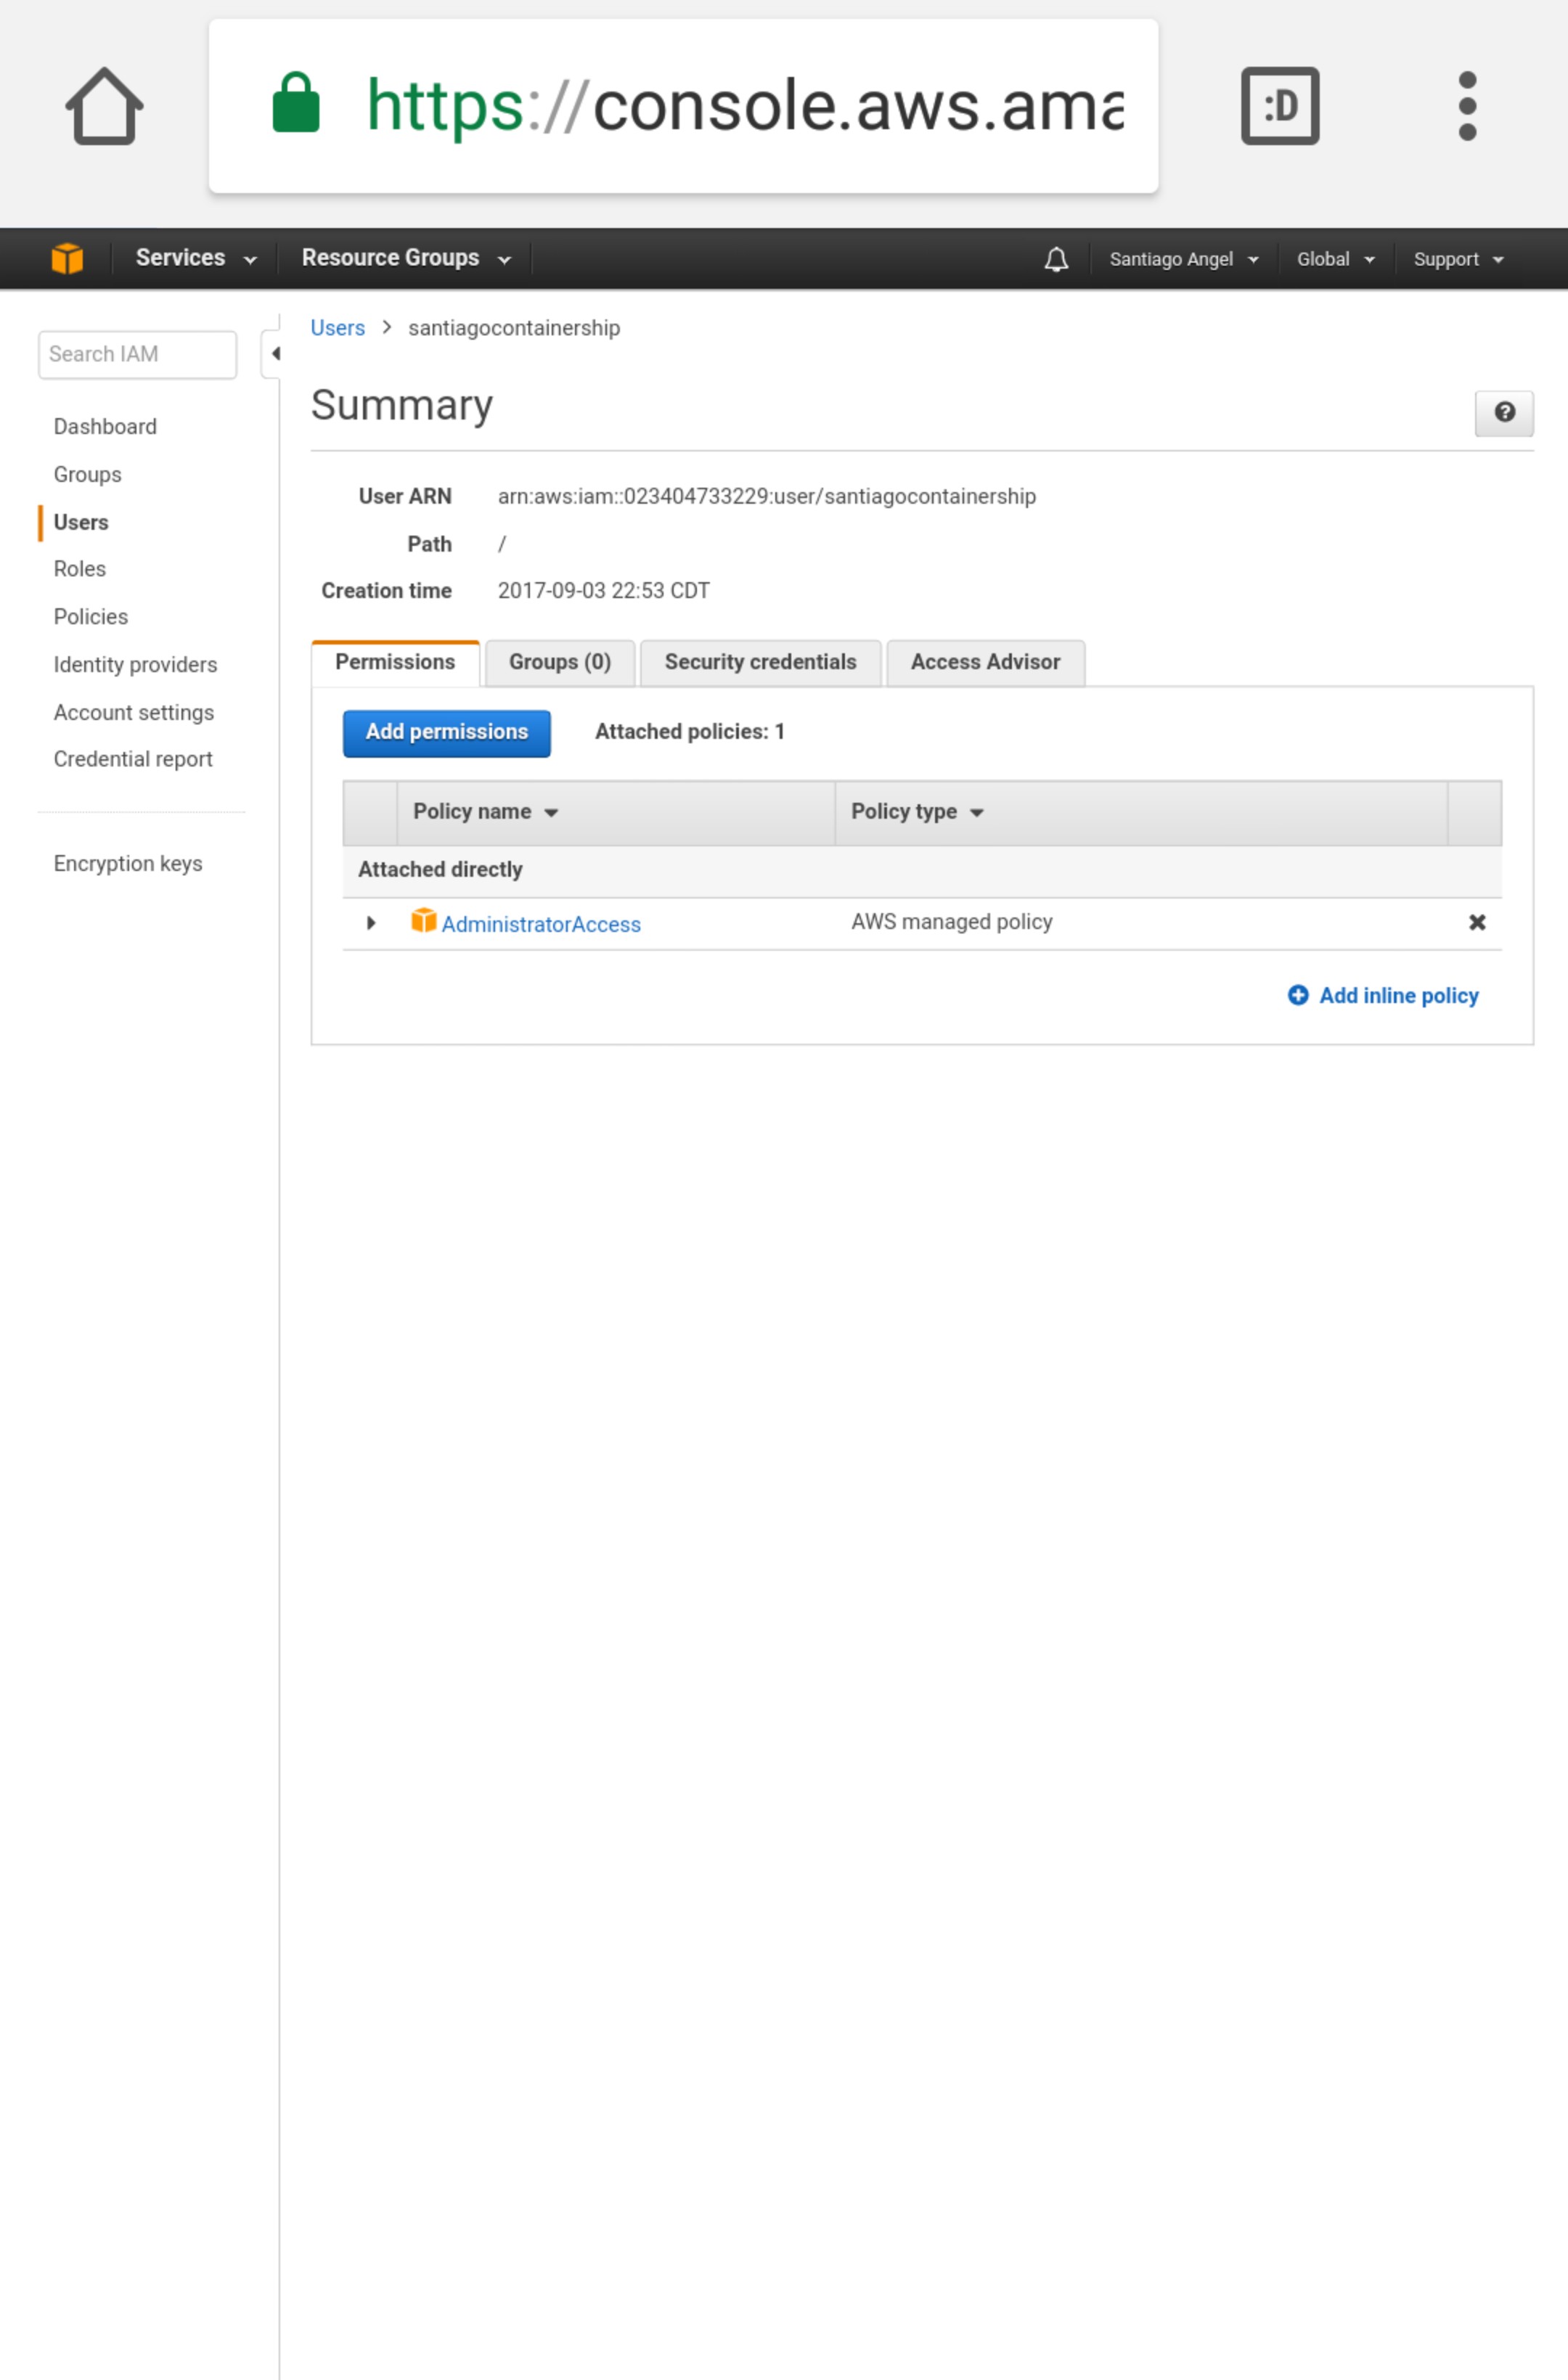 https://console.aws.ama
:D
Services Resource Groups Santiago Angel Global Support
Search IAM
Dashboard
Groups
Users
Roles
Policies
Identity providers
Account settings
Credential report
Encryption keys
Users > santiagocontainership
Summary
User ARN arn:aws:iam::023404733229:user/santiagocontainership
Path /
Creation time 2017-09-03 22:53 CDT
Permissions Groups (0) Security credentials Access Advisor
Add permissions Attached policies: 1
Policy name Policy type
Attached directly
AdministratorAccess AWS managed policy
Add inline policy